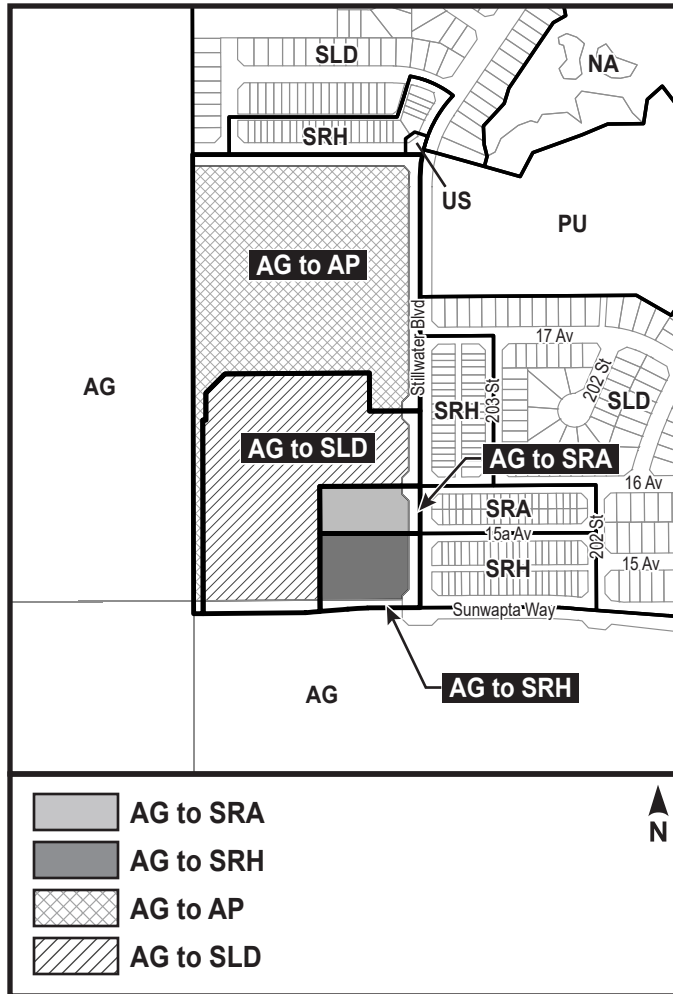 SLD
NA
SRH
US
PU
AG to AP
Stillwater Blvd
17 Av
202 St
AG
SRH
203 St
SLD
AG to SLD
AG to SRA
16 Av
SRA
15a Av
202 St
15 Av
SRH
Sunwapta Way
AG to SRH
AG
AG to SRA
AG to SRH
AG to AP
AG to SLD
N